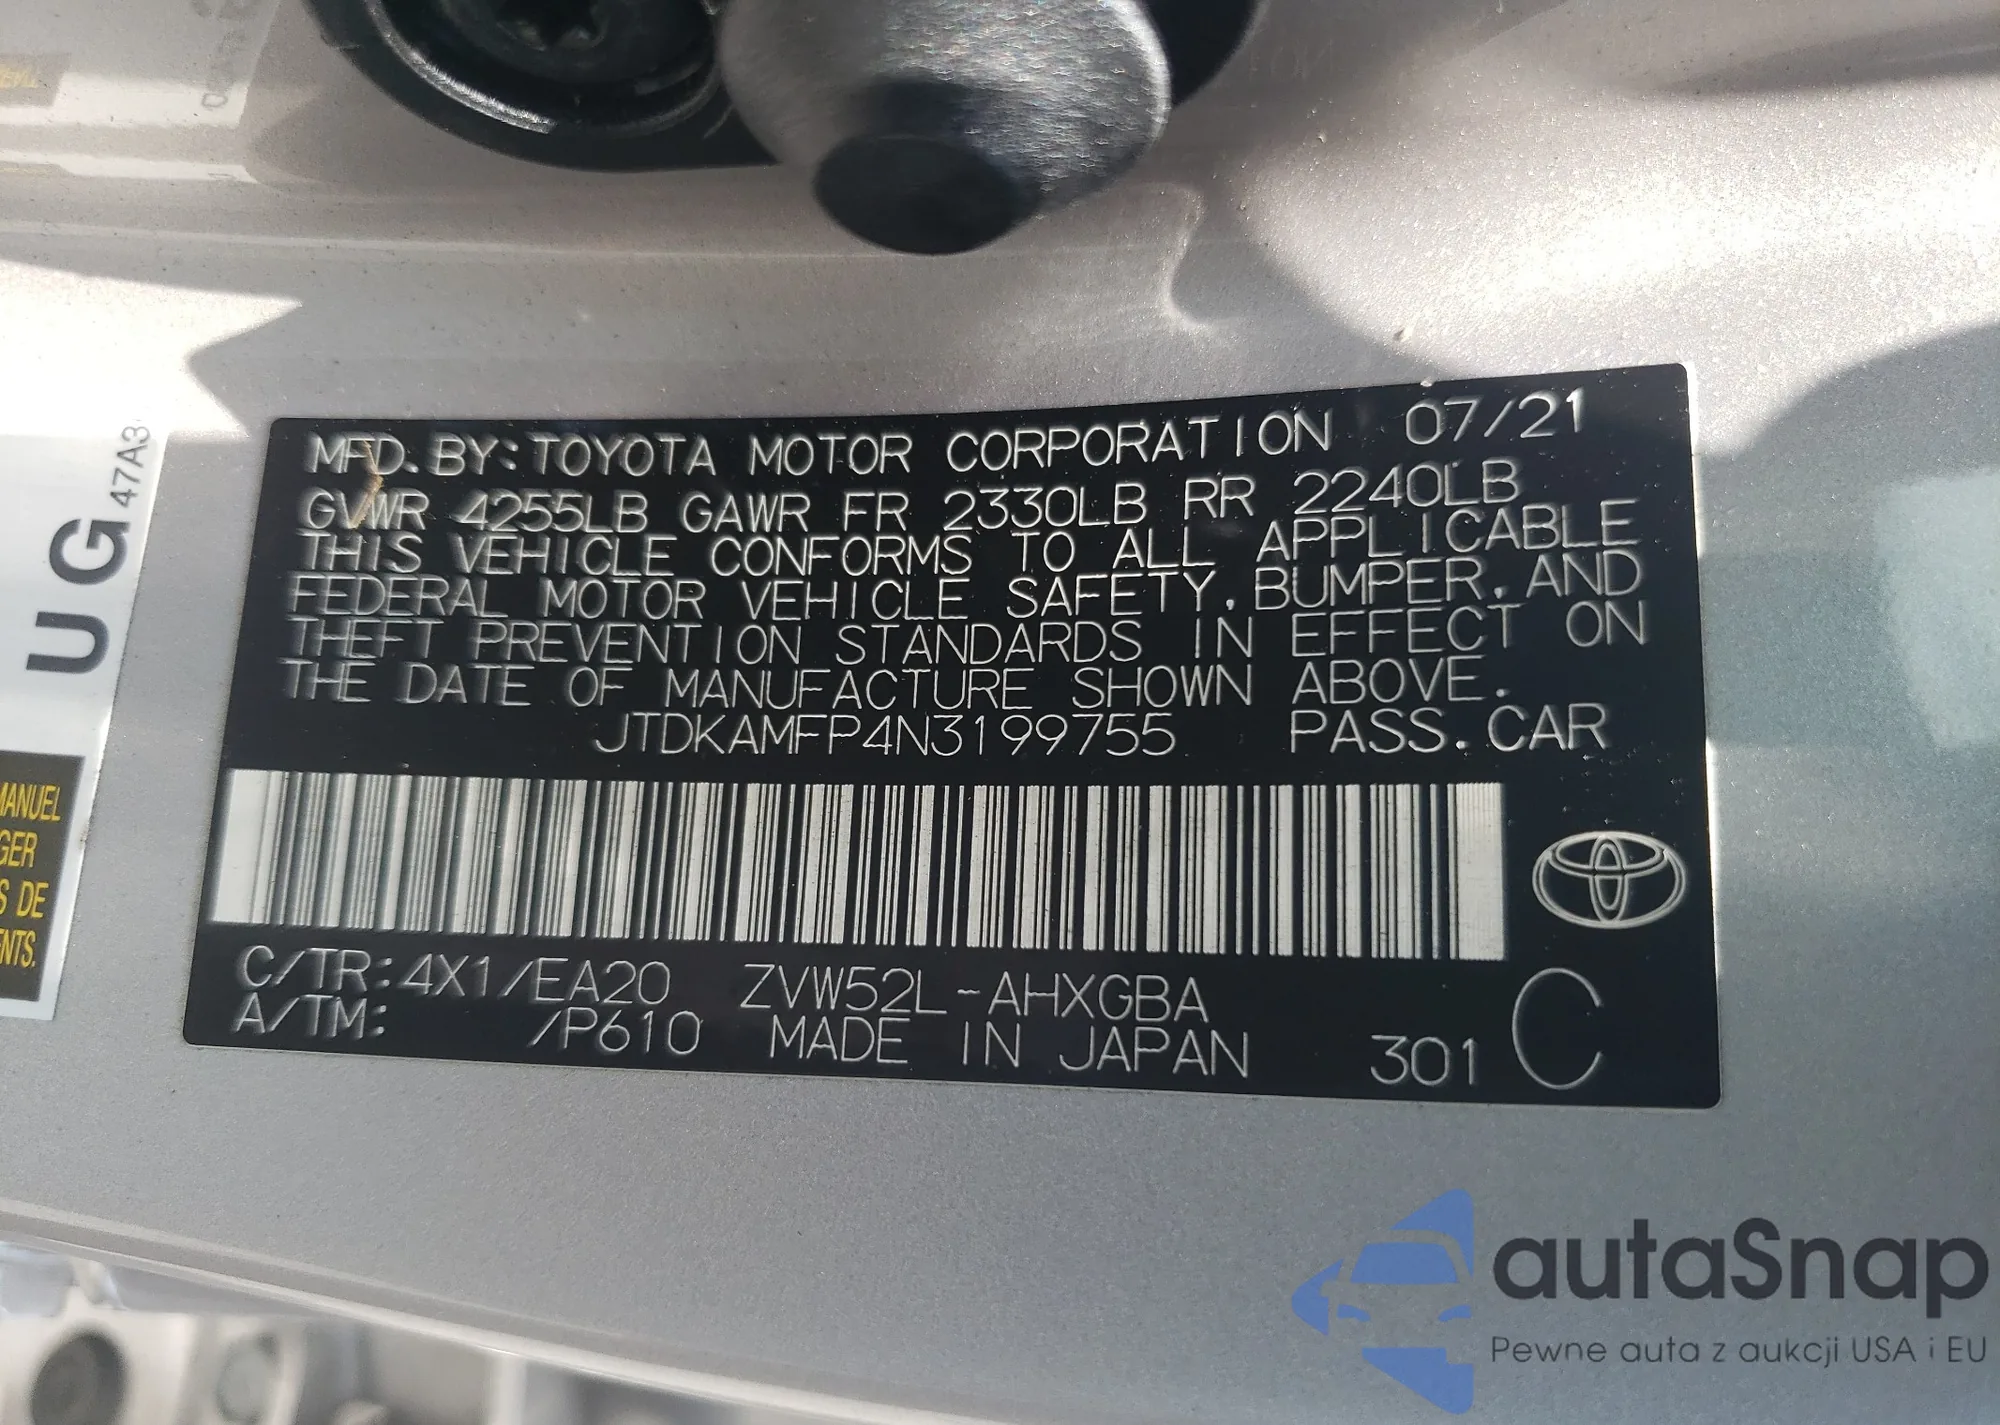 MFD. BY: TOYOTA MOTOR CORPORATION 07/21
GVWR 4255LB GAWR FR 2330LB RR 2240LB
THIS VEHICLE CONFORMS TO ALL APPLICABLE
FEDERAL MOTOR VEHICLE SAFETY, BUMPER, AND
THEFT PREVENTION STANDARDS IN EFFECT ON
THE DATE OF MANUFACTURE SHOWN ABOVE.
JTDKAMFP4N3199755 PASS. CAR
C/TR: 4X1/EA20 ZVW52L-AHXGBA
A/TM: /P610 MADE IN JAPAN 301 C
UG
47A3
MANUEL
S DE
autaSnap
Pewne auta z aukcji USA i EU